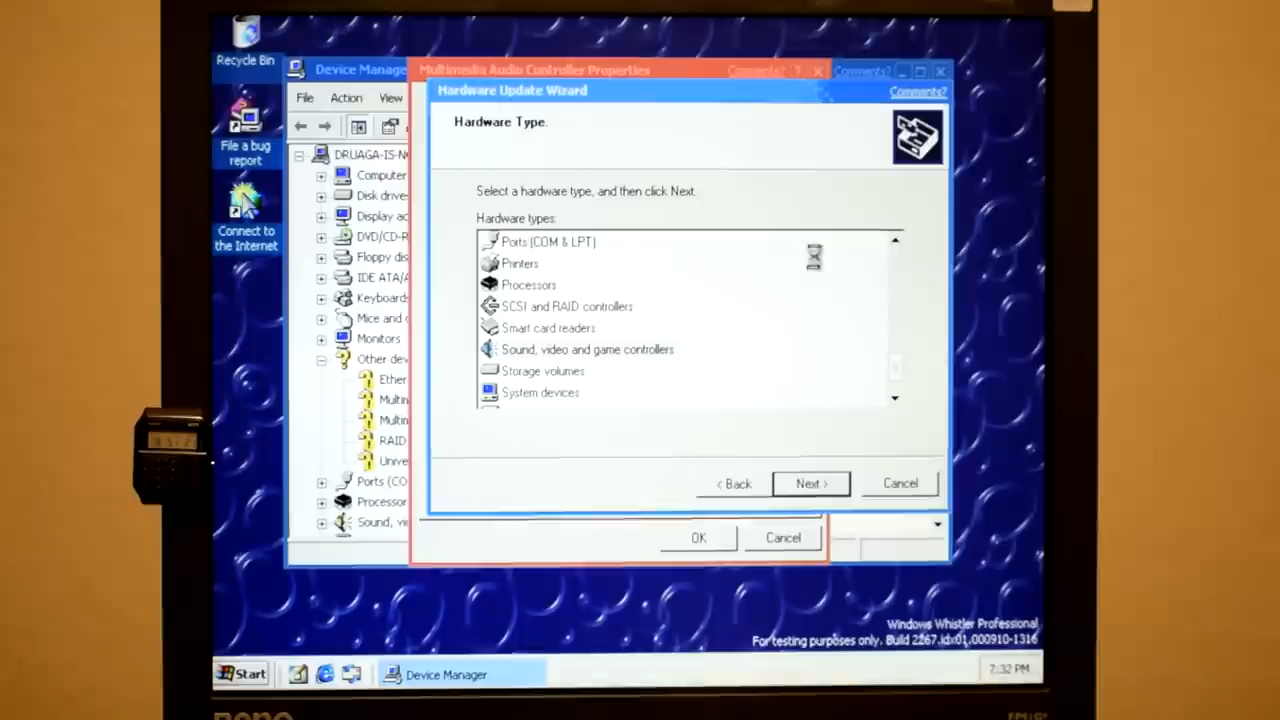 Recycle Bin
File a bug
report
Connect to
the Internet
Device Manage
File Action View
DRUAGA-IS-N
Computer
Disk drive
Display ac
DVD/CD-R
Floppy dis
IDE ATA/A
Keyboards
Mice and
Monitors
Other dev
Ether
Multin
Multin
RAID
Unive
Ports (CO
Processor
Sound, vi
Multimedia Audio Controller Properties Comments? ?
Comments?
Hardware Update Wizard Comments?
Hardware Type.
Select a hardware type, and then click Next.
Hardware types:
Ports (COM & LPT)
Printers
Processors
SCSI and RAID controllers
Smart card readers
Sound, video and game controllers
Storage volumes
System devices
< Back Next > Cancel
OK Cancel
Windows Whistler Professional
For testing purposes only. Build 2267.idx01.000910-1316
Start Device Manager 7:32 PM